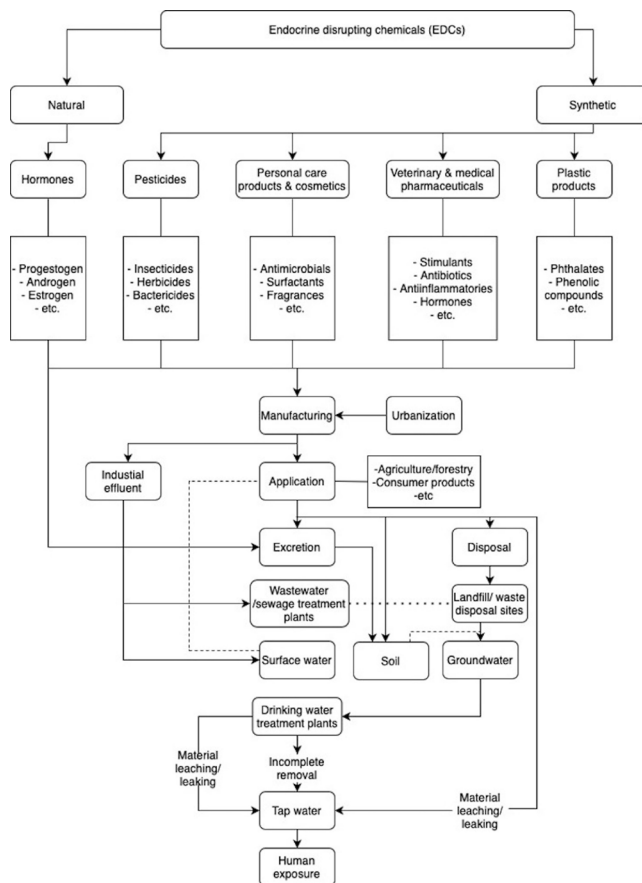 Endocrine disrupting chemicals (EDCs)
Natural
Synthetic
Hormones
Pesticides
Personal care
products & cosmetics
Veterinary & medical
pharmaceuticals
Plastic
products
- Progestogen
- Androgen
- Estrogen
- etc.
- Insecticides
- Herbicides
- Bactericides
- etc.
- Antimicrobials
- Surfactants
- Fragrances
- etc.
- Stimulants
- Antibiotics
- Antiinflammatories
- Hormones
- etc.
- Phthalates
- Phenolic
compounds
- etc.
Manufacturing
Urbanization
Industial
effluent
Application
-Agriculture/forestry
-Consumer products
-etc
Excretion
Disposal
Wastewater
/sewage treatment
plants
Landfill/ waste
disposal sites
Surface water
Soil
Groundwater
Drinking water
treatment plants
Material
leaching/
leaking
Incomplete
removal
Tap water
Material
leaching/
leaking
Human
exposure